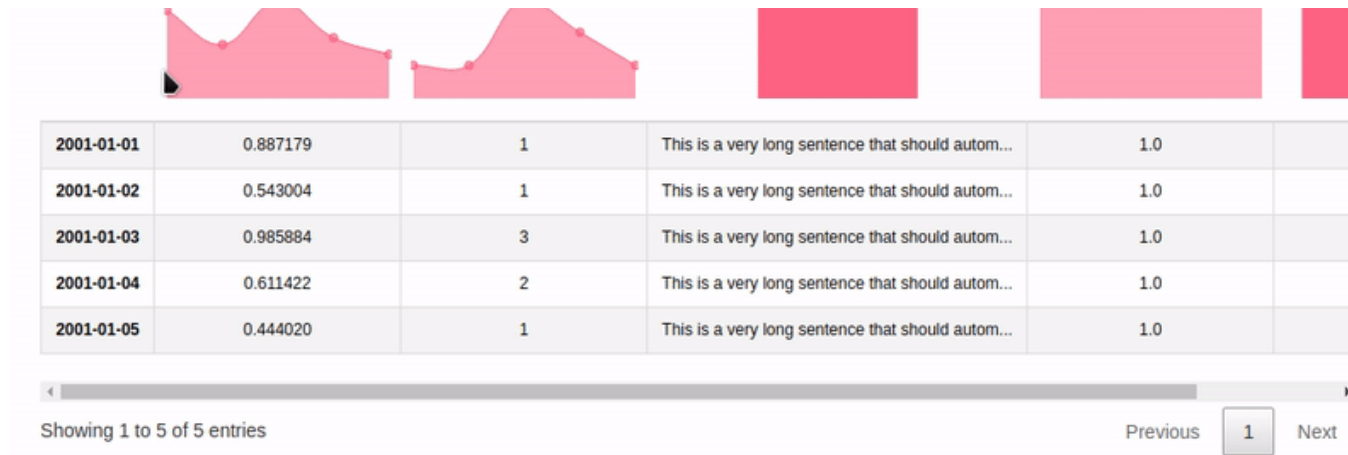 2001-01-01 0.887179 1 This is a very long sentence that should autom... 1.0
2001-01-02 0.543004 1 This is a very long sentence that should autom... 1.0
2001-01-03 0.985884 3 This is a very long sentence that should autom... 1.0
2001-01-04 0.611422 2 This is a very long sentence that should autom... 1.0
2001-01-05 0.444020 1 This is a very long sentence that should autom... 1.0
Showing 1 to 5 of 5 entries Previous 1 Next